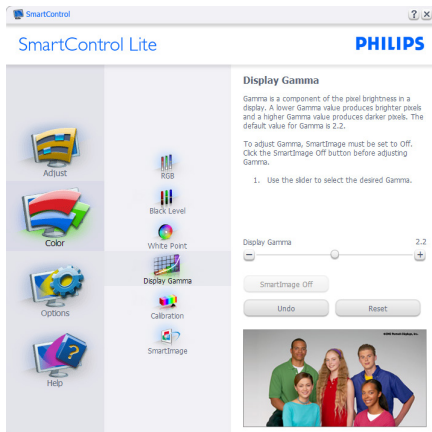 SmartControl
SmartControl Lite
PHILIPS
Adjust
Color
Options
Help
RGB
Black Level
White Point
Display Gamma
Calibration
SmartImage
Display Gamma
Gamma is a component of the pixel brightness in a
display. A lower Gamma value produces brighter pixels
and a higher Gamma value produces darker pixels. The
default value for Gamma is 2.2.
To adjust Gamma, SmartImage must be set to Off.
Click the SmartImage Off button before adjusting
Gamma.
1. Use the slider to select the desired Gamma.
Display Gamma 2.2
SmartImage Off
Undo Reset